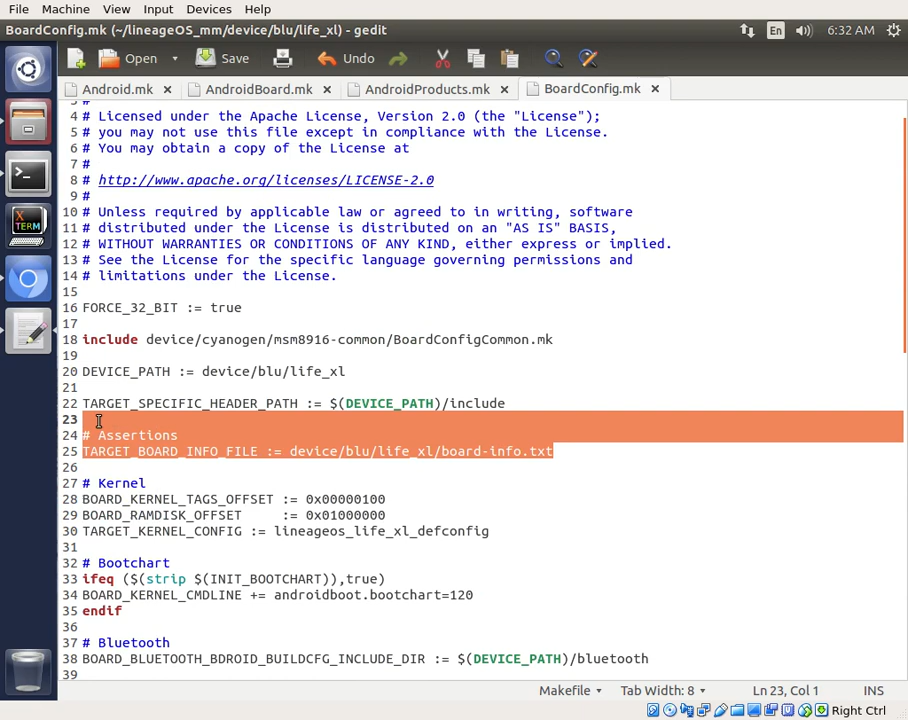 File Machine View Input Devices Help
BoardConfig.mk (~/lineageOS_mm/device/blu/life_xl) - gedit
En 6:32 AM
Open Save Undo
Android.mk × AndroidBoard.mk × AndroidProducts.mk × BoardConfig.mk ×
4 # Licensed under the Apache License, Version 2.0 (the "License");
5 # you may not use this file except in compliance with the License.
6 # You may obtain a copy of the License at
7 #
8 # http://www.apache.org/licenses/LICENSE-2.0
9 #
10 # Unless required by applicable law or agreed to in writing, software
11 # distributed under the License is distributed on an "AS IS" BASIS,
12 # WITHOUT WARRANTIES OR CONDITIONS OF ANY KIND, either express or implied.
13 # See the License for the specific language governing permissions and
14 # limitations under the License.
15
16 FORCE_32_BIT := true
17
18 include device/cyanogen/msm8916-common/BoardConfigCommon.mk
19
20 DEVICE_PATH := device/blu/life_xl
21
22 TARGET_SPECIFIC_HEADER_PATH := $(DEVICE_PATH)/include
23
24 # Assertions
25 TARGET_BOARD_INFO_FILE := device/blu/life_xl/board-info.txt
26
27 # Kernel
28 BOARD_KERNEL_TAGS_OFFSET := 0x00000100
29 BOARD_RAMDISK_OFFSET     := 0x01000000
30 TARGET_KERNEL_CONFIG := lineageos_life_xl_defconfig
31
32 # Bootchart
33 ifeq ($(strip $(INIT_BOOTCHART)),true)
34 BOARD_KERNEL_CMDLINE += androidboot.bootchart=120
35 endif
36
37 # Bluetooth
38 BOARD_BLUETOOTH_BDROID_BUILDCFG_INCLUDE_DIR := $(DEVICE_PATH)/bluetooth
39
XTERM
Makefile Tab Width: 8 Ln 23, Col 1 INS
Right Ctrl